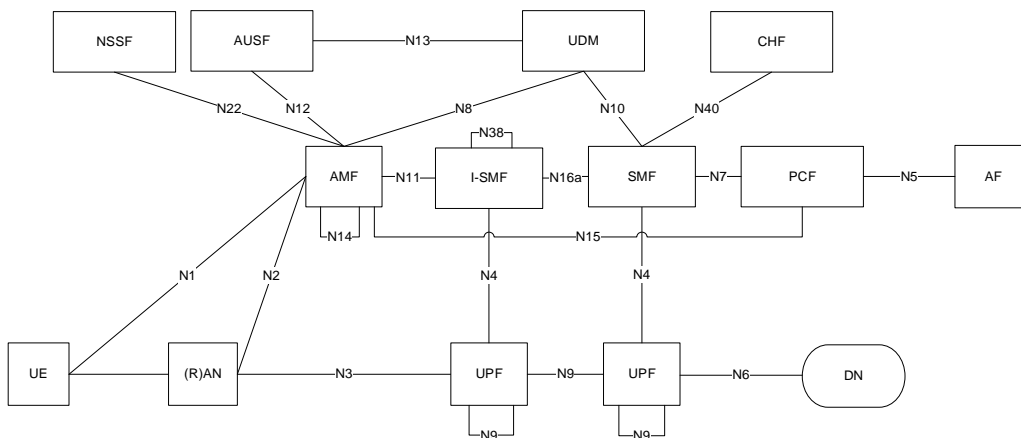 NSSF
AUSF
N13
UDM
CHF
N22
N12
N8
N10
N40
N38
AMF
N11
I-SMF
N16a
SMF
N7
PCF
N5
AF
N14
N15
N1
N2
N4
N4
UE
(R)AN
N3
UPF
N9
UPF
N6
DN
N9
N9